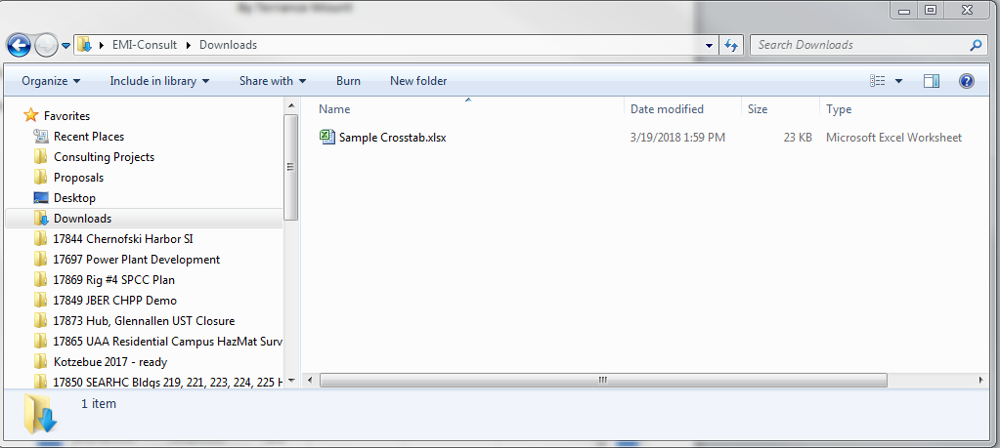 By Terrance Mount
EMI-Consult Downloads
Search Downloads
Organize Include in library Share with Burn New folder
Name Date modified Size Type
Sample Crosstab.xlsx 3/19/2018 1:59 PM 23 KB Microsoft Excel Worksheet
Favorites
Recent Places
Consulting Projects
Proposals
Desktop
Downloads
17844 Chernofski Harbor SI
17697 Power Plant Development
17869 Rig #4 SPCC Plan
17849 JBER CHPP Demo
17873 Hub, Glennallen UST Closure
17865 UAA Residential Campus HazMat Surv
Kotzebue 2017 - ready
17850 SEARHC Bldgs 219, 221, 223, 224, 225 H
1 item